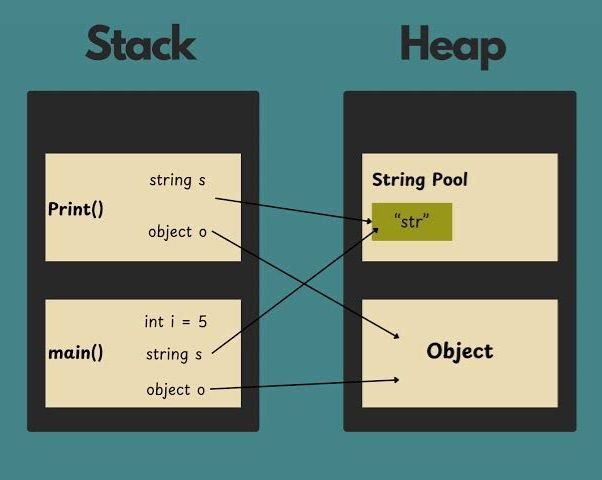 Stack
Heap
Print()
string s
object o
main()
int i = 5
string s
object o
String Pool
“str”
Object